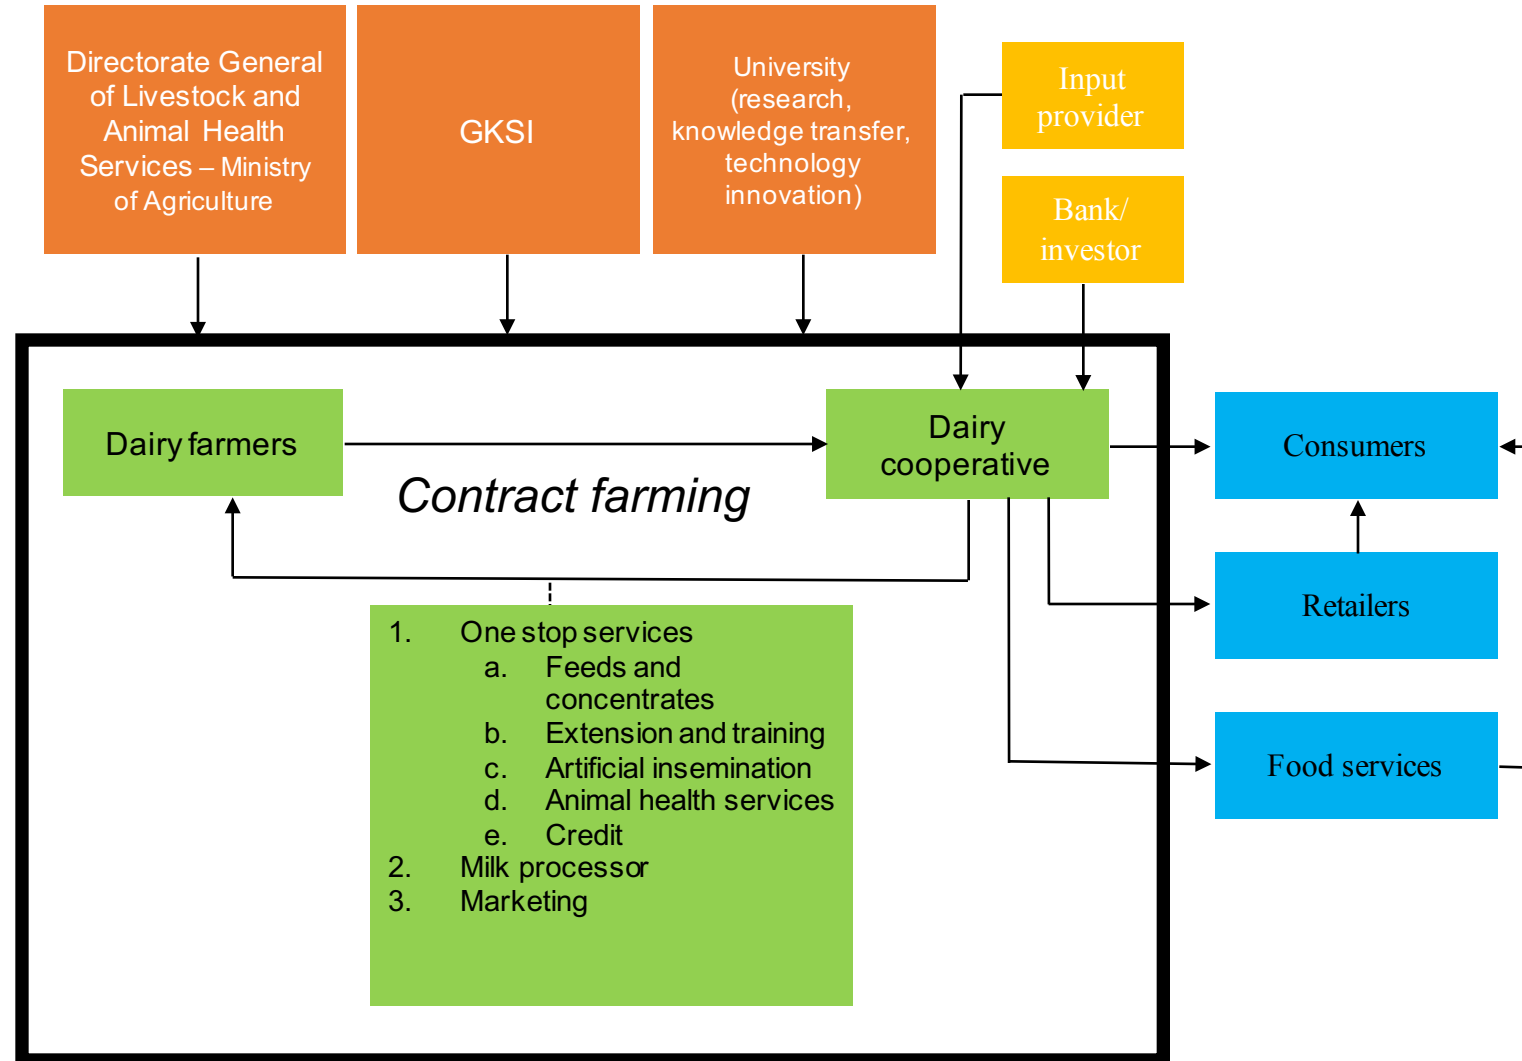 Directorate General
of Livestock and
Animal Health
Services – Ministry
of Agriculture
GKSI
University
(research,
knowledge transfer,
technology
innovation)
Input
provider
Bank/
investor
Dairy farmers
Dairy
cooperative
Contract farming
Consumers
Retailers
Food services
1. One stop services
a. Feeds and
concentrates
b. Extension and training
c. Artificial insemination
d. Animal health services
e. Credit
2. Milk processor
3. Marketing